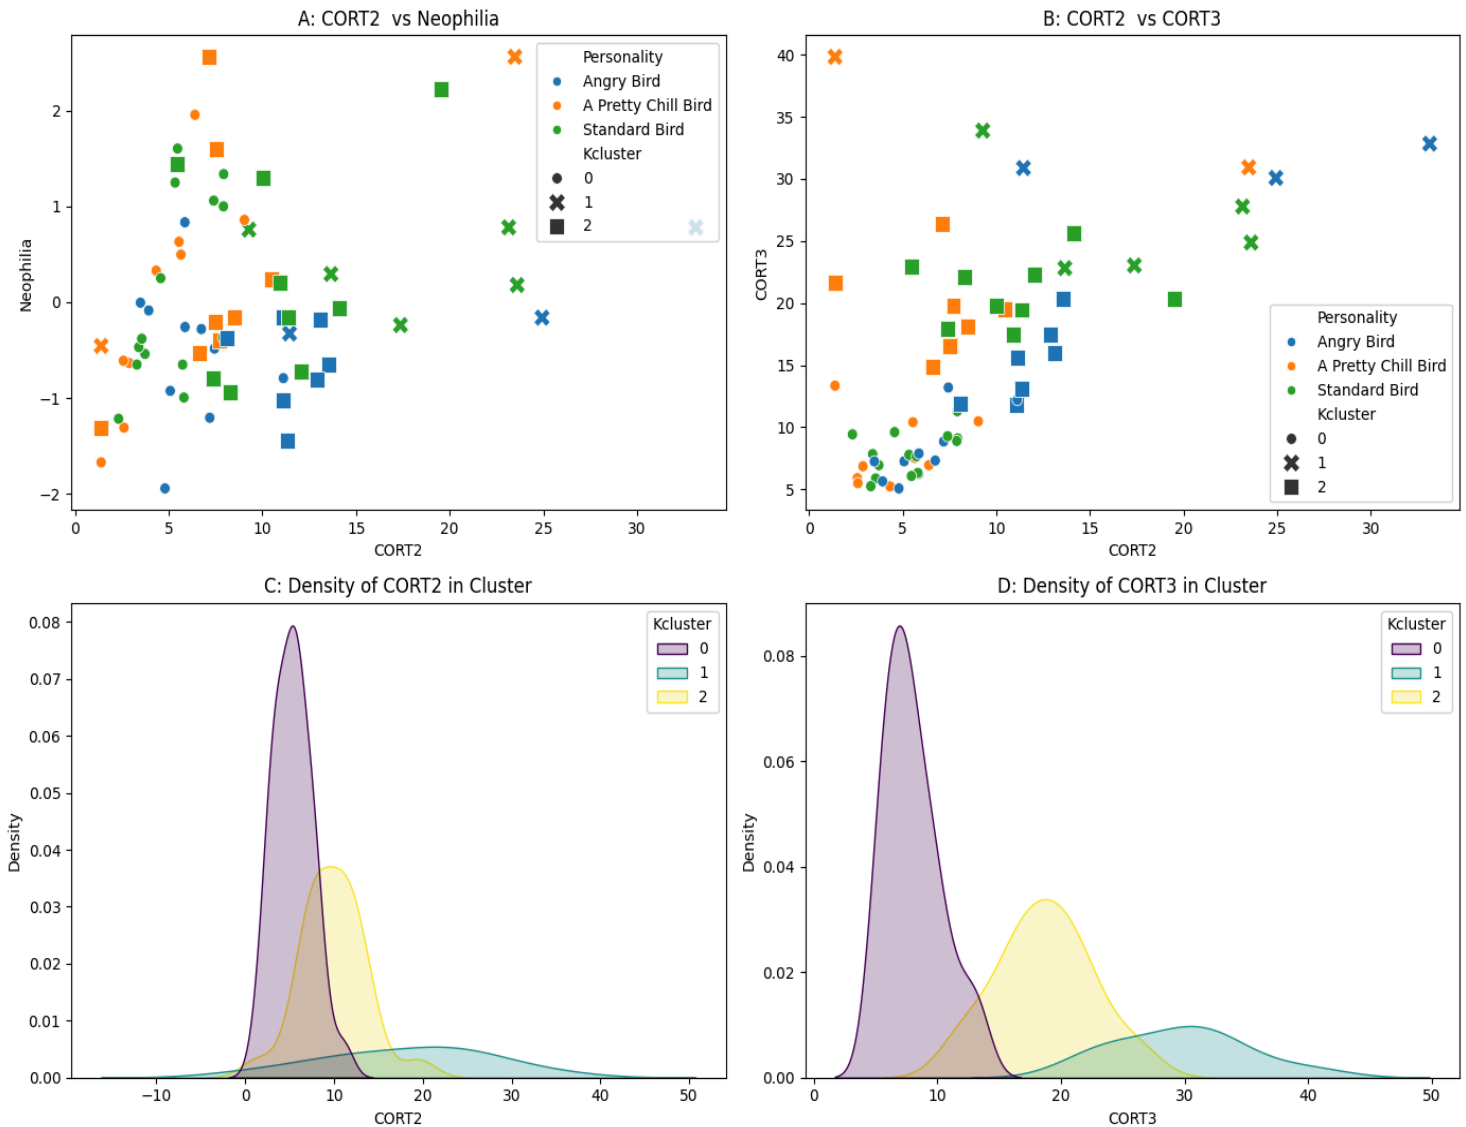 A: CORT2  vs Neophilia
Neophilia
2
1
0
−1
−2
0 5 10 15 20 25 30
CORT2
Personality
Angry Bird
A Pretty Chill Bird
Standard Bird
Kcluster
0
1
2
B: CORT2  vs CORT3
CORT3
40
35
30
25
20
15
10
5
0 5 10 15 20 25 30
CORT2
Personality
Angry Bird
A Pretty Chill Bird
Standard Bird
Kcluster
0
1
2
C: Density of CORT2 in Cluster
Density
0.08
0.07
0.06
0.05
0.04
0.03
0.02
0.01
0.00
−10 0 10 20 30 40 50
CORT2
Kcluster
0
1
2
D: Density of CORT3 in Cluster
Density
0.08
0.06
0.04
0.02
0.00
0 10 20 30 40 50
CORT3
Kcluster
0
1
2